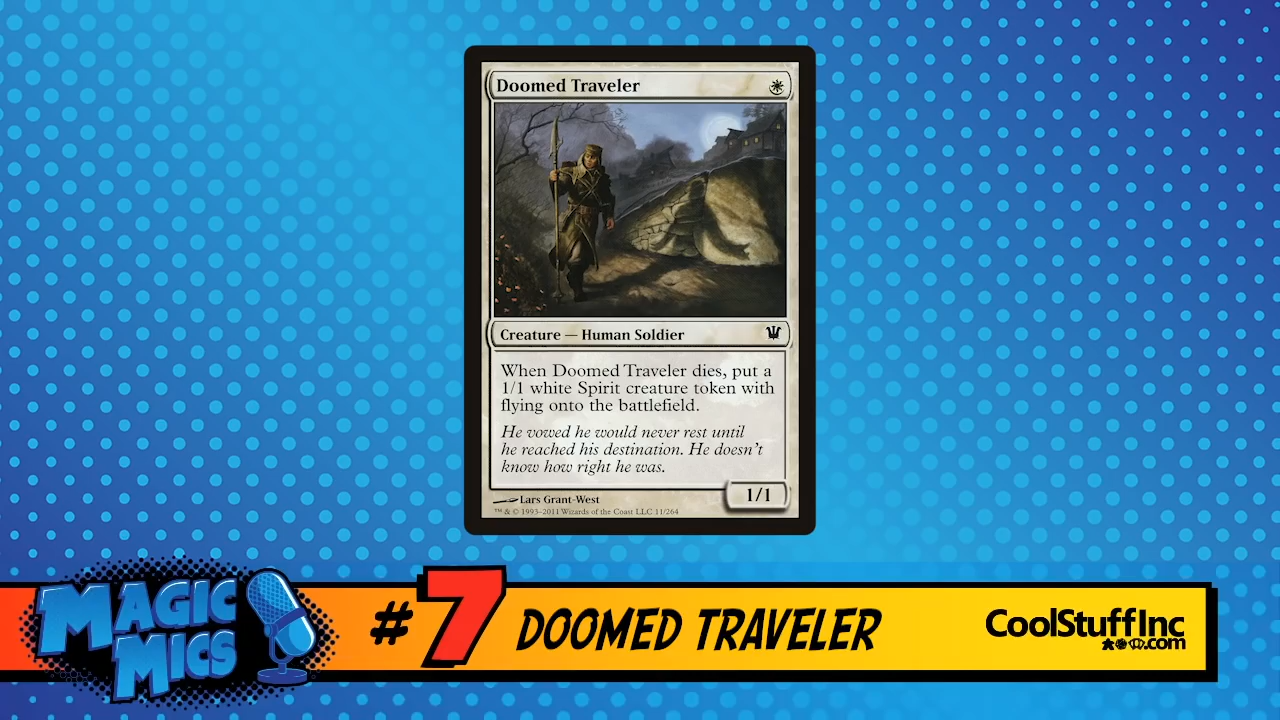 Doomed Traveler
Creature — Human Soldier
When Doomed Traveler dies, put a
1/1 white Spirit creature token with
flying onto the battlefield.
He vowed he would never rest until
he reached his destination. He doesn't
know how right he was.
1/1
Lars Grant-West
™ & © 1993–2011 Wizards of the Coast LLC 11/264
MAGIC
MICS
#7 DOOMED TRAVELER
CoolStuffInc
.com